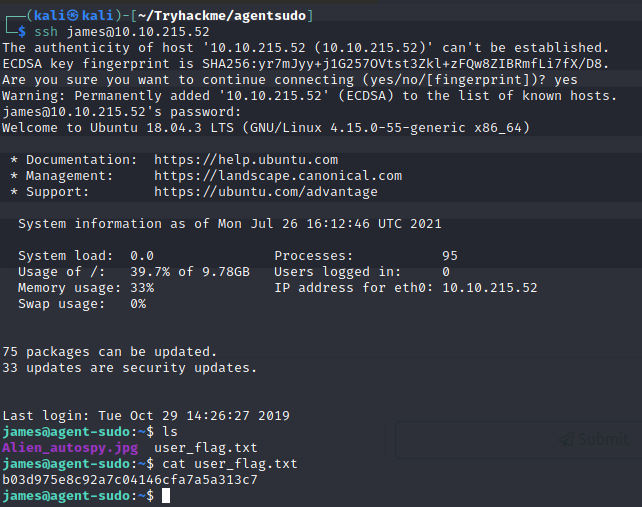 (kali㉿kali)-[~/Tryhackme/agentsudo]
$ ssh james@10.10.215.52
The authenticity of host '10.10.215.52 (10.10.215.52)' can't be established.
ECDSA key fingerprint is SHA256:yr7mJyy+j1G257OVtst3Zkl+zFQw8ZIBRmfLi7fX/D8.
Are you sure you want to continue connecting (yes/no/[fingerprint])? yes
Warning: Permanently added '10.10.215.52' (ECDSA) to the list of known hosts.
james@10.10.215.52's password:
Welcome to Ubuntu 18.04.3 LTS (GNU/Linux 4.15.0-55-generic x86_64)
* Documentation: https://help.ubuntu.com
* Management: https://landscape.canonical.com
* Support: https://ubuntu.com/advantage
System information as of Mon Jul 26 16:12:46 UTC 2021
System load: 0.0 Processes: 95
Usage of /: 39.7% of 9.78GB Users logged in: 0
Memory usage: 33% IP address for eth0: 10.10.215.52
Swap usage: 0%
75 packages can be updated.
33 updates are security updates.
Last login: Tue Oct 29 14:26:27 2019
james@agent-sudo:~$ ls
Alien_autospy.jpg user_flag.txt
Submit
james@agent-sudo:~$ cat user_flag.txt
b03d975e8c92a7c04146cfa7a5a313c7
james@agent-sudo:~$